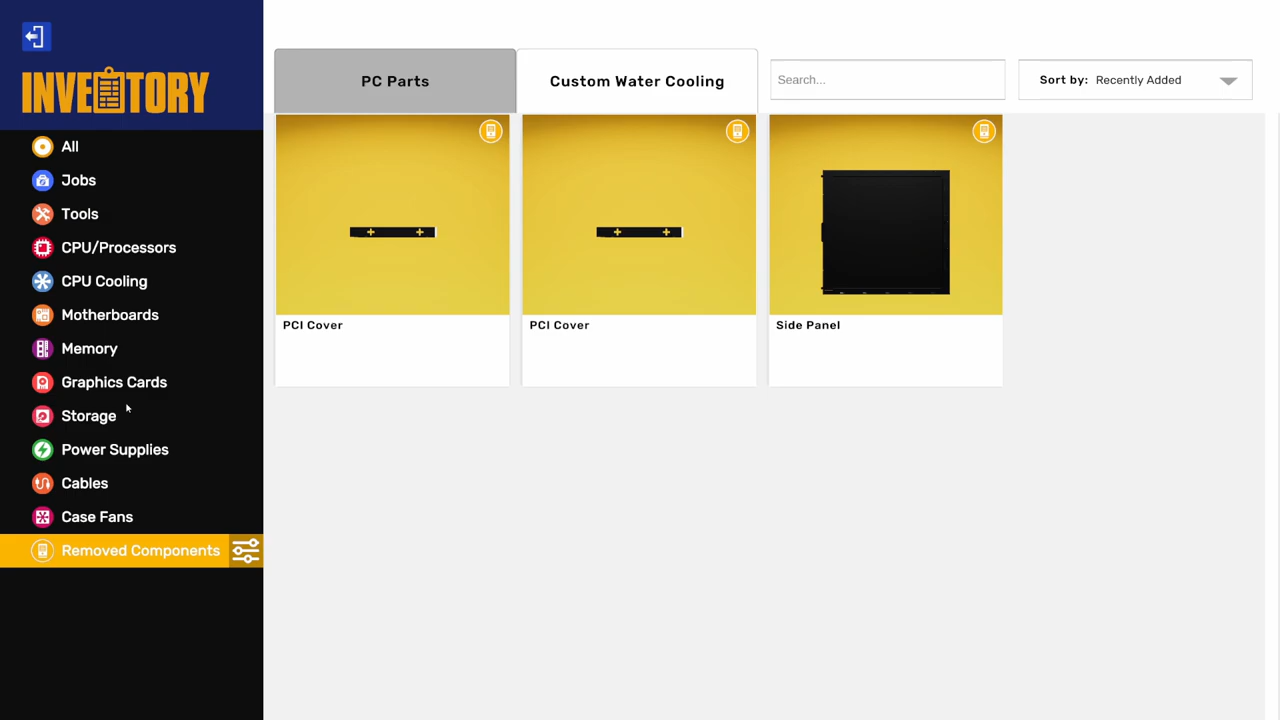 INVENTORY
All
Jobs
Tools
CPU/Processors
CPU Cooling
Motherboards
Memory
Graphics Cards
Storage
Power Supplies
Cables
Case Fans
Removed Components
PC Parts
Custom Water Cooling
Search...
Sort by: Recently Added
PCI Cover
PCI Cover
Side Panel